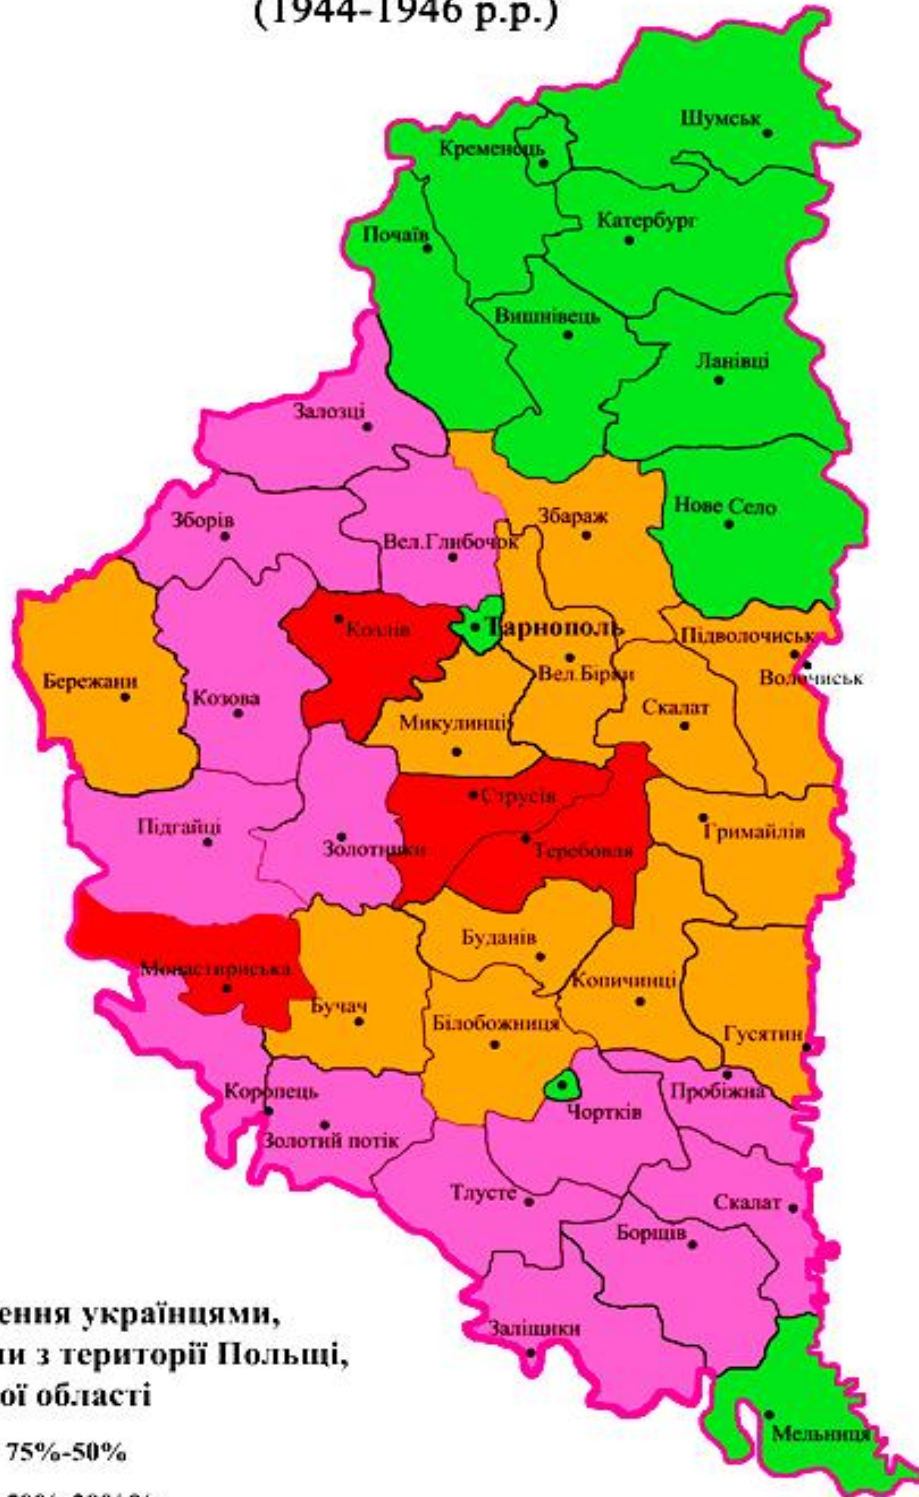 (1944-1946 р.р.)
Шумськ
Кременець
Катербург
Почаїв
Вишнівець
Ланівці
Залозці
Нове Село
Збараж
Зборів
Вел.Глибочок
Козлів
Тарнополь
Підволочиськ
Волочиськ
Вел.Бірки
Бережани
Козова
Скалат
Микулинці
Струсів
Підгайці
Золотники
Теребовля
Гримайлів
Буданів
Монастириська
Копичинці
Бучач
Білобожниця
Гусятин
Коропець
Пробіжна
Чортків
Золотий потік
Тлусте
Скалат
Борщів
ення українцями,
Заліщики
ни з території Польщі,
ої області
Мельниця
75%-50%